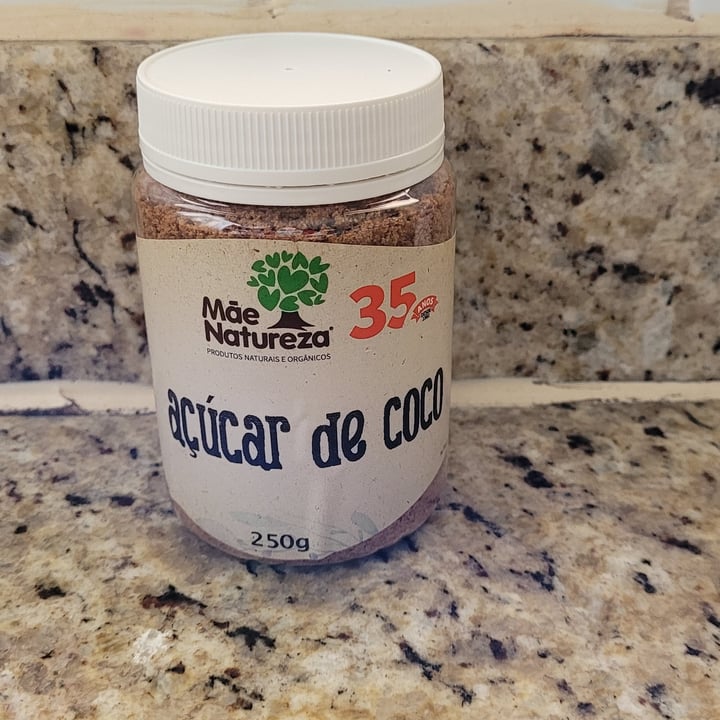 Mãe
Natureza®
PRODUTOS NATURAIS E ORGÂNICOS
35
ANOS
açúcar de coco
250g